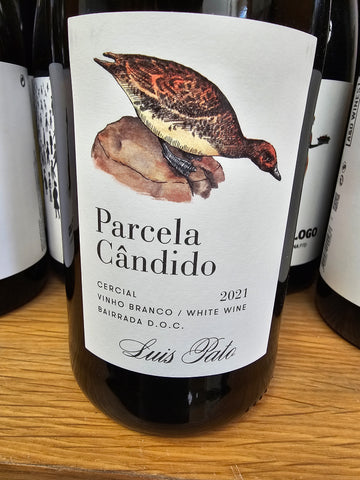 Parcela
Cândido
CERCIAL 2021
VINHO BRANCO / WHITE WINE
BAIRRADA D.O.C.
Luis Pato
LOGO